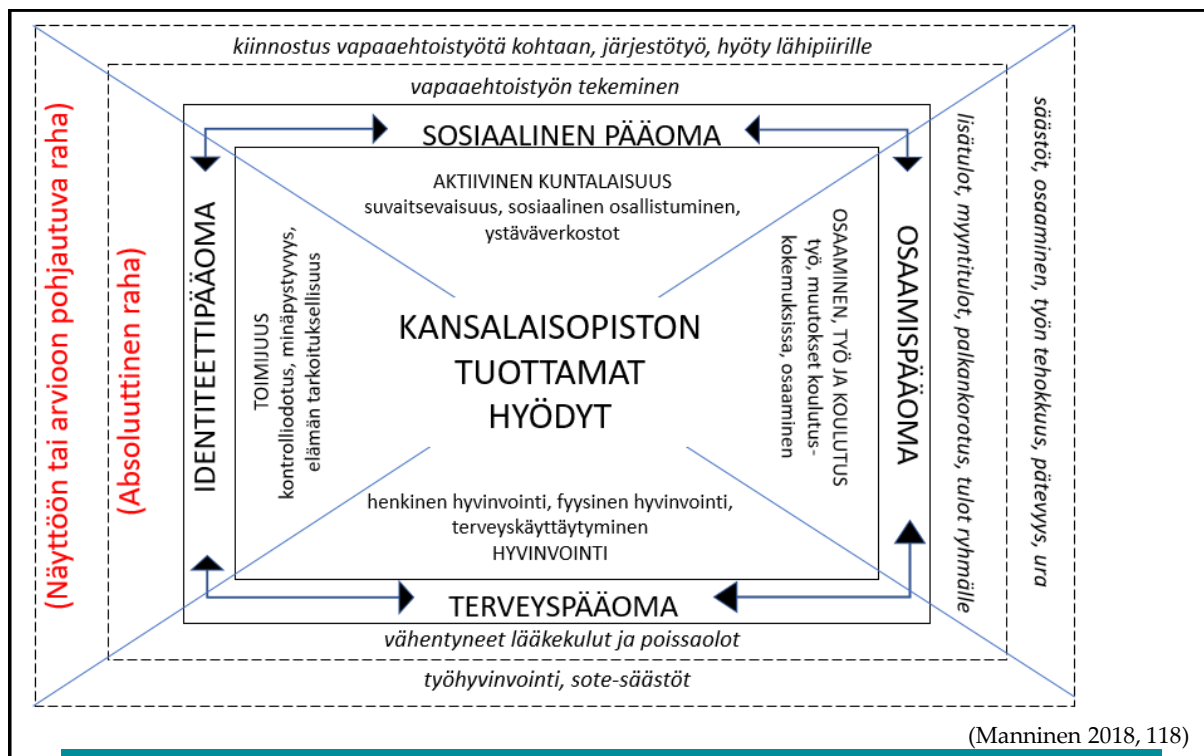 kiinnostus vapaaehtoistyötä kohtaan, järjestötyö, hyöty lähipiirille
vapaaehtoistyön tekeminen
SOSIAALINEN PÄÄOMA
AKTIIVINEN KUNTALAISUUS
suvaitsevaisuus, sosiaalinen osallistuminen,
ystäväverkostot
(Näyttöön tai arvioon pohjautuva raha)
(Absoluuttinen raha)
IDENTITEETTIPÄÄOMA
TOIMIJUUS
kontrolliodotus, minäpystyvyys,
elämän tarkoituksellisuus
KANSALAISOPISTON
TUOTTAMAT
HYÖDYT
OSAAMINEN, TYÖ JA KOULUTUS
työ, muutokset koulutus-
kokemuksissa, osaaminen
OSAAMISPÄÄOMA
lisätulot, myyntitulot, palkankorotus, tulot ryhmälle
säästöt, osaaminen, työn tehokkuus, pätevyys, ura
henkinen hyvinvointi, fyysinen hyvinvointi,
terveyskäyttäytyminen
HYVINVOINTI
TERVEYSPÄÄOMA
vähentyneet lääkekulut ja poissaolot
työhyvinvointi, sote-säästöt
(Manninen 2018, 118)